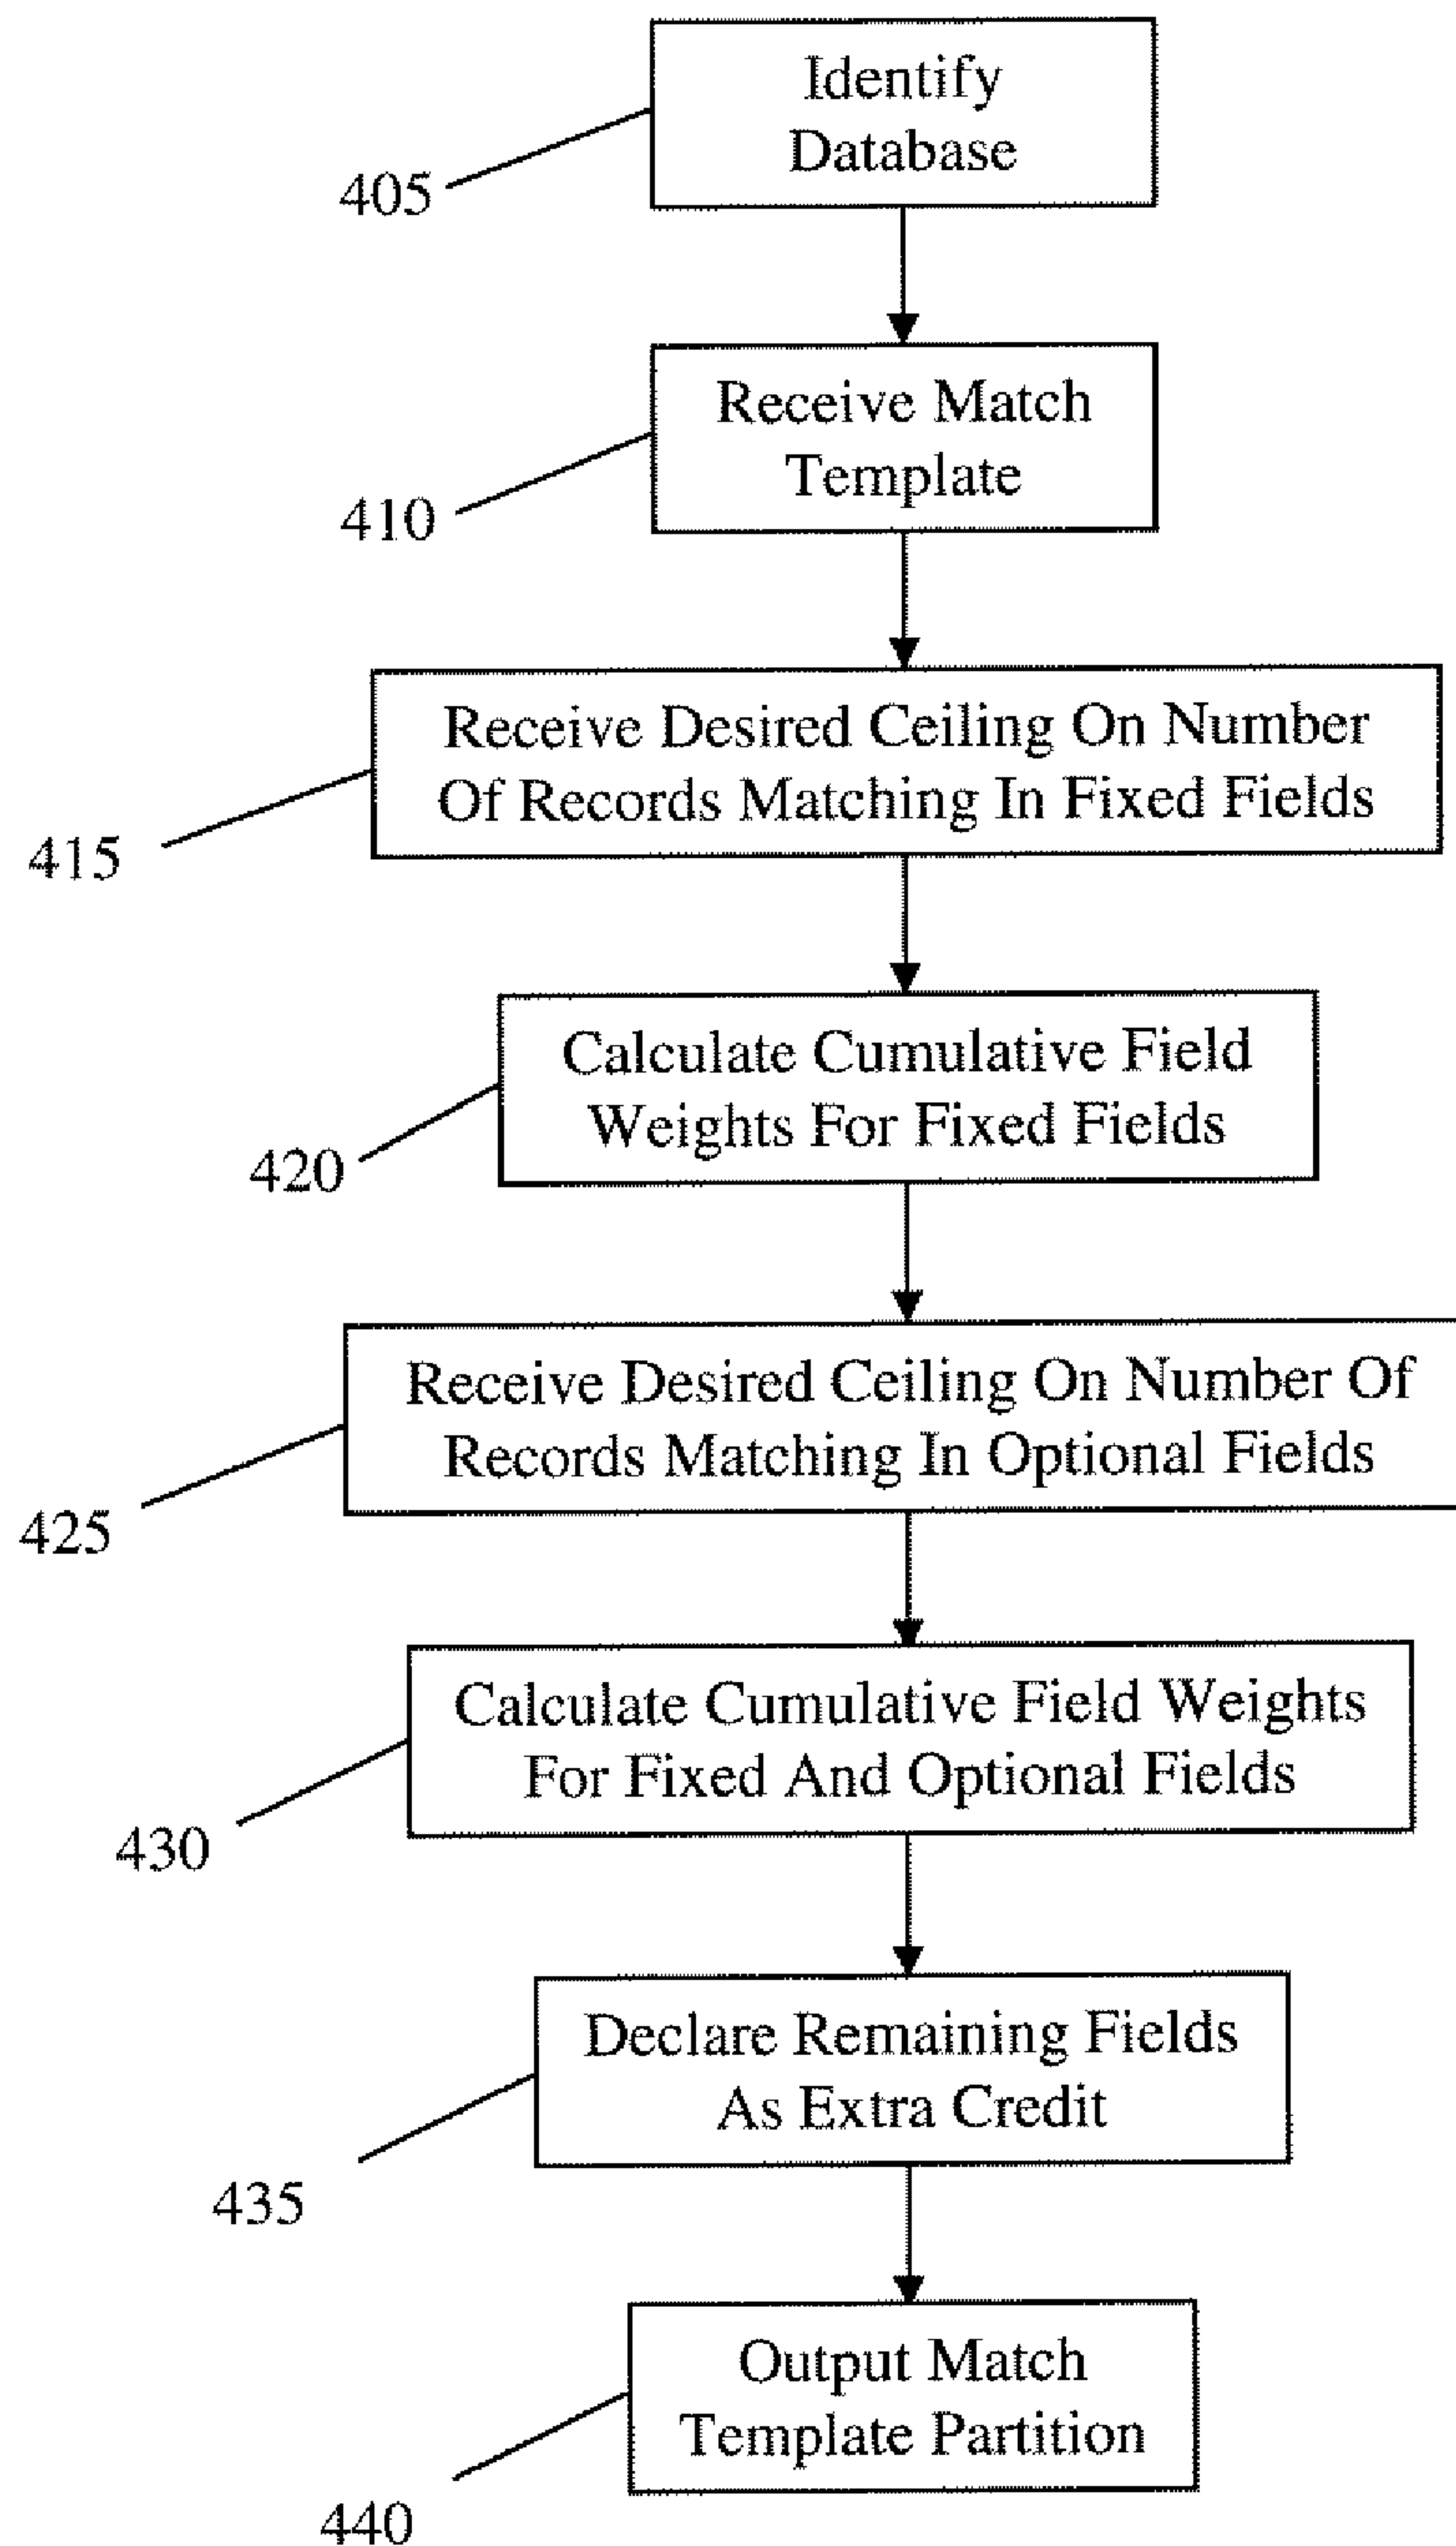 Identify
Database
405
Receive Match
Template
410
Receive Desired Ceiling On Number
Of Records Matching In Fixed Fields
415
Calculate Cumulative Field
Weights For Fixed Fields
420
Receive Desired Ceiling On Number Of
Records Matching In Optional Fields
425
Calculate Cumulative Field Weights
For Fixed And Optional Fields
430
Declare Remaining Fields
As Extra Credit
435
Output Match
Template Partition
440